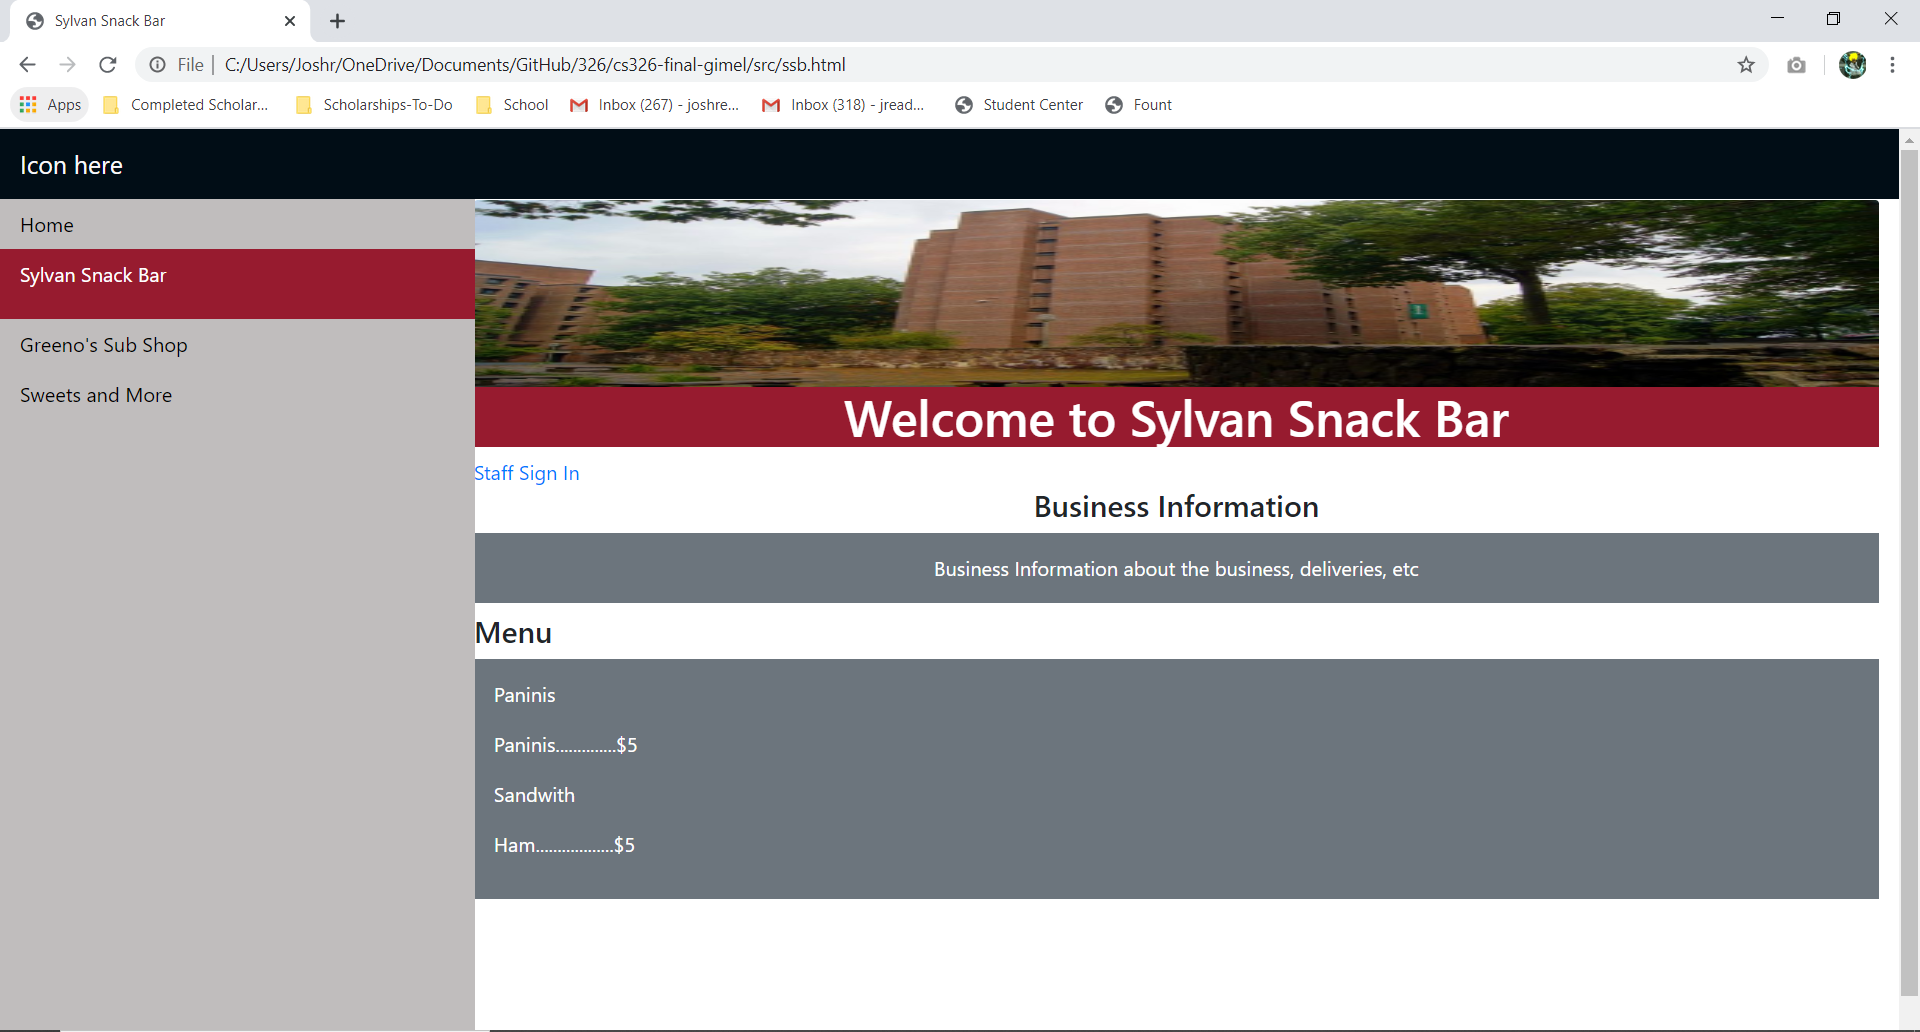 Sylvan Snack Bar
File | C:/Users/Joshr/OneDrive/Documents/GitHub/326/cs326-final-gimel/src/ssb.html
Apps Completed Scholar... Scholarships-To-Do School Inbox (267) - joshre... Inbox (318) - jread... Student Center Fount
Icon here
Home
Sylvan Snack Bar
Greeno's Sub Shop
Sweets and More
Welcome to Sylvan Snack Bar
Staff Sign In
Business Information
Business Information about the business, deliveries, etc
Menu
Paninis
Paninis..............$5
Sandwith
Ham..................$5